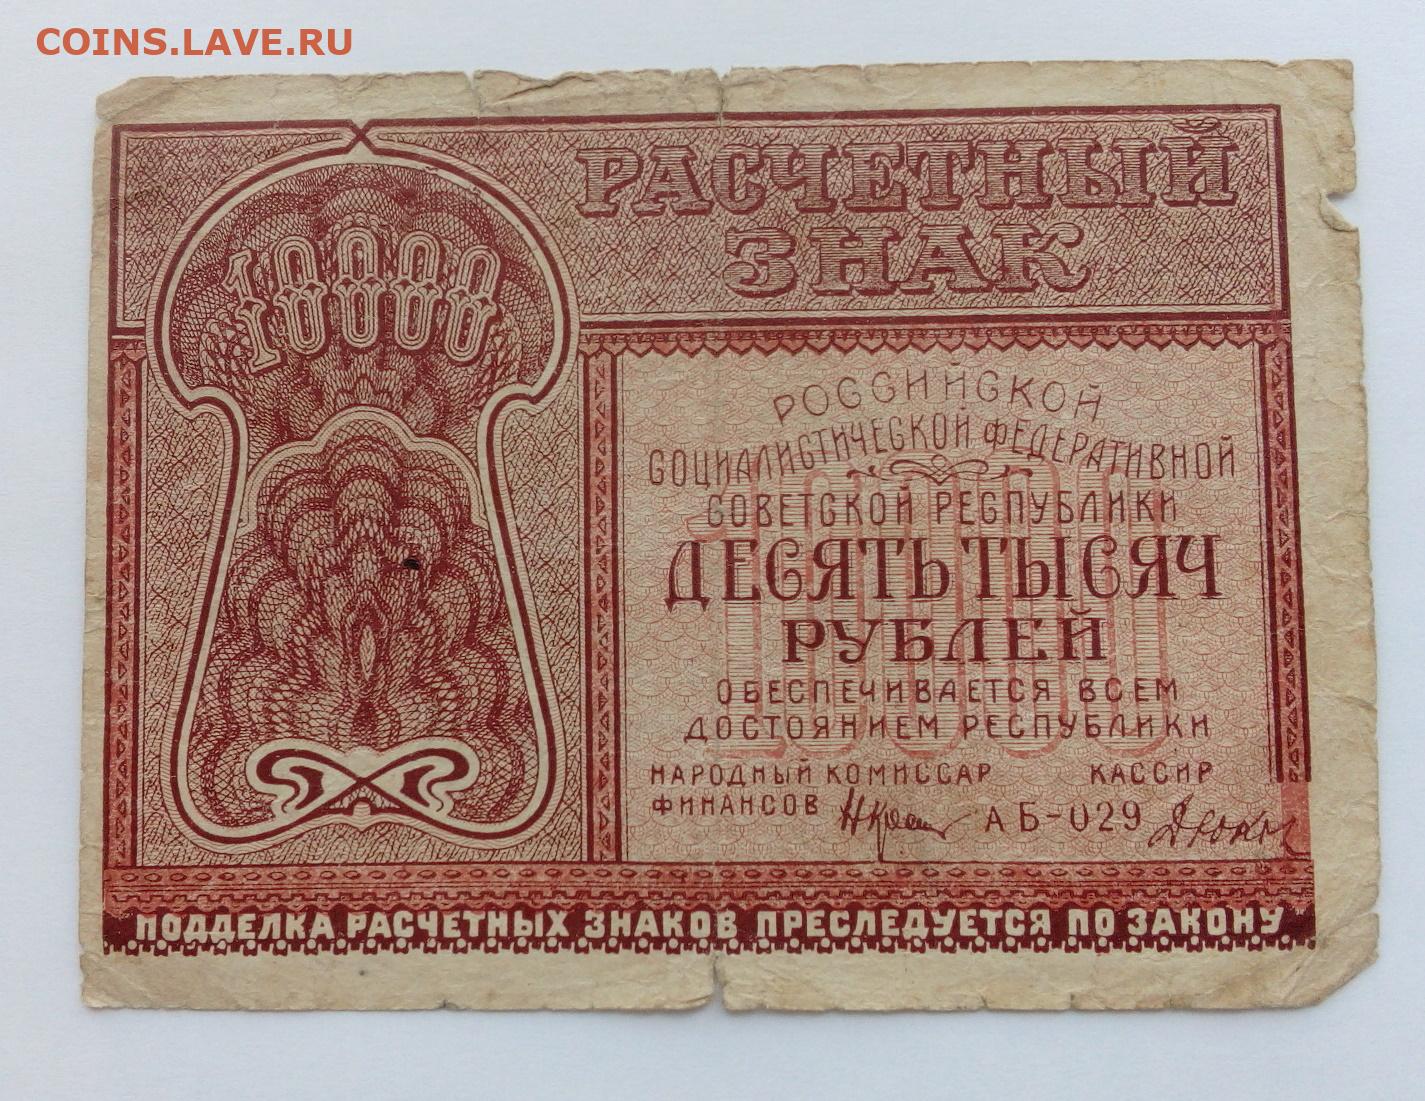 COINS.LAVE.RU
РАСЧЕТНЫЙ
ЗНАК
10000
РОССИЙСКОЙ
СОЦИАЛИСТИЧЕСКОЙ ФЕДЕРАТИВНОЙ
СОВЕТСКОЙ РЕСПУБЛИКИ
10000
ДЕСЯТЬ ТЫСЯЧ
РУБЛЕЙ
ОБЕСПЕЧИВАЕТСЯ ВСЕМ
ДОСТОЯНИЕМ РЕСПУБЛИКИ
НАРОДНЫЙ КОМИССАР КАССИР
ФИНАНСОВ АБ-029
ПОДДЕЛКА РАСЧЕТНЫХ ЗНАКОВ ПРЕСЛЕДУЕТСЯ ПО ЗАКОНУ